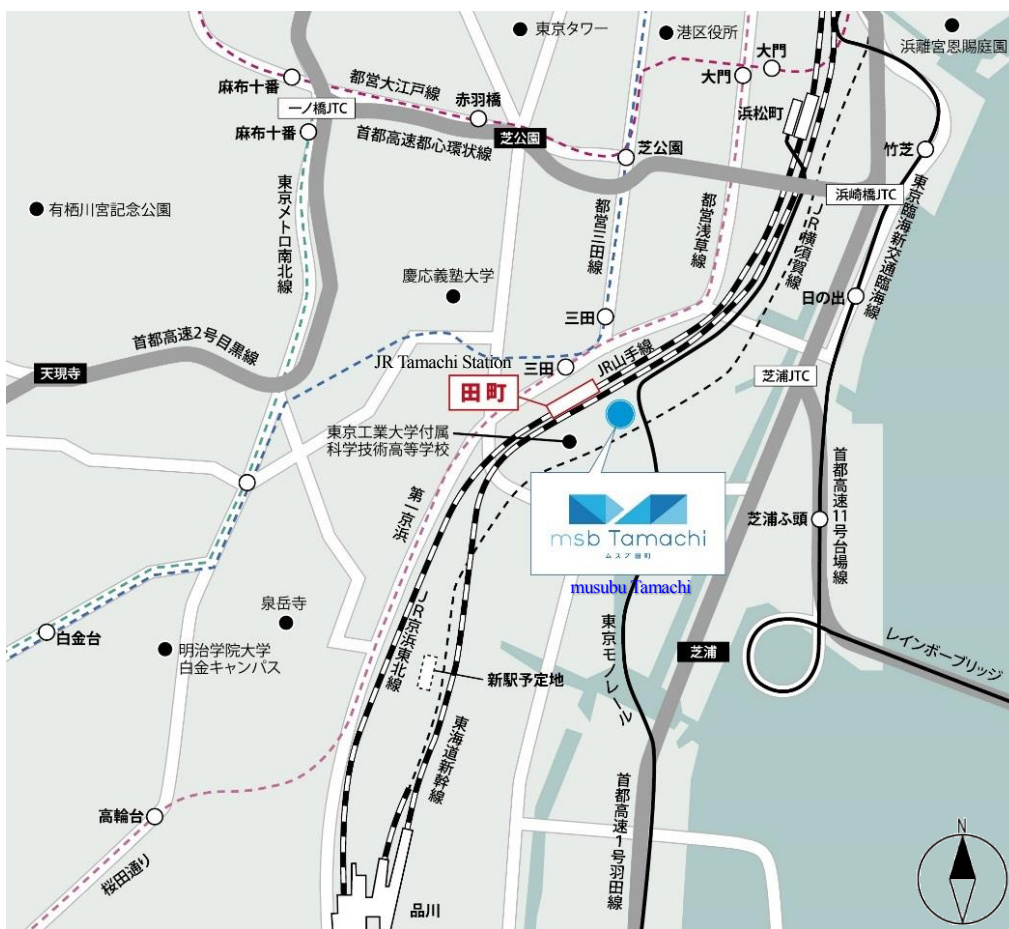 東京タワー
港区役所
浜離宮恩賜庭園
大門
大門
麻布十番
都営大江戸線
赤羽橋
浜松町
一ノ橋JTC
麻布十番
首都高速都心環状線
芝公園
芝公園
竹芝
有栖川宮記念公園
東京メトロ南北線
都営三田線
都営浅草線
浜崎橋JTC
JR横須賀線
東京臨海新交通臨海線
慶応義塾大学
日の出
三田
首都高速2号目黒線
JR Tamachi Station
三田
JR山手線
天現寺
芝浦JTC
田町
東京工業大学付属
科学技術高等学校
第一京浜
首都高速11号台場線
msb Tamachi
ムスブ田町
芝浦ふ頭
musubu Tamachi
泉岳寺
JR京浜東北線
東京モノレール
白金台
明治学院大学
白金キャンパス
芝浦
レインボーブリッジ
新駅予定地
東海道新幹線
首都高速1号羽田線
高輪台
桜田通り
品川
N